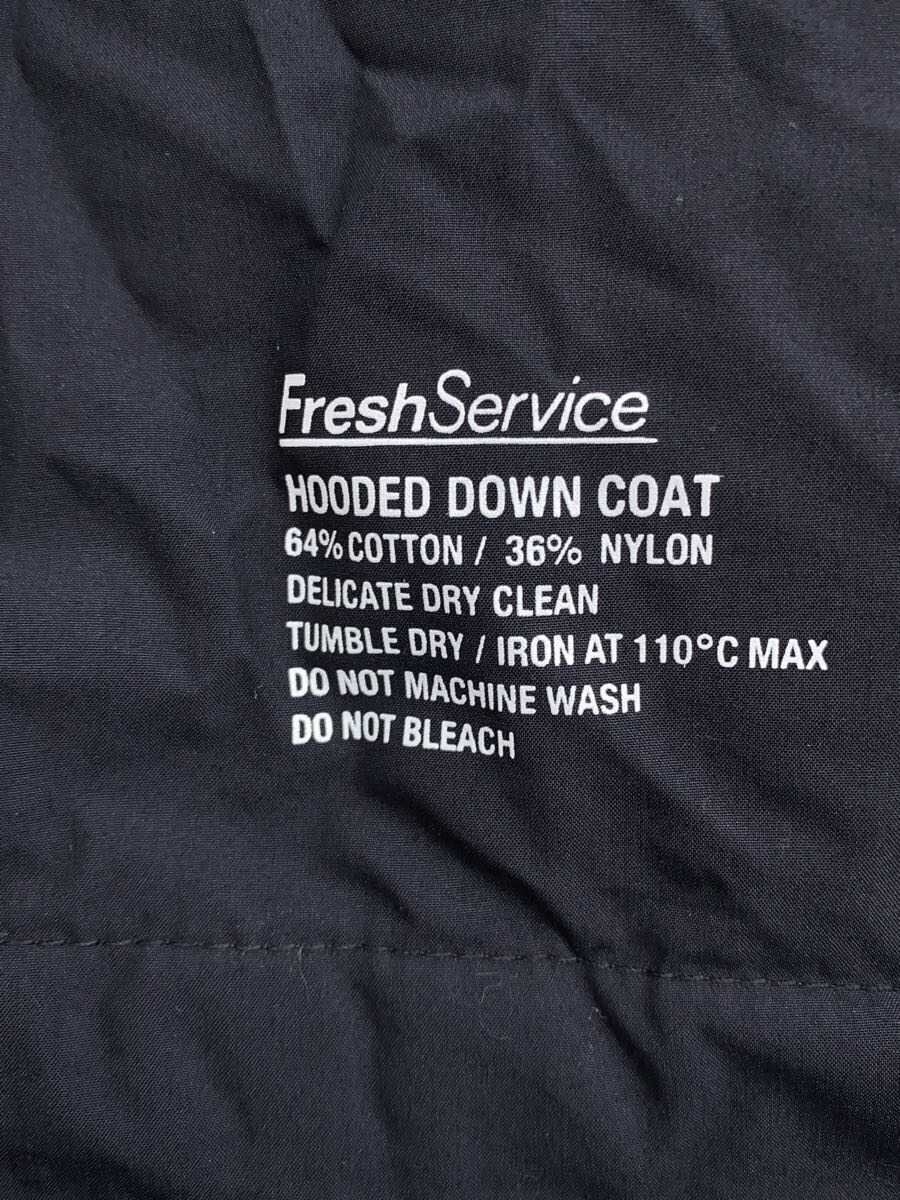 FreshService
HOODED DOWN COAT
64% COTTON / 36% NYLON
DELICATE DRY CLEAN
TUMBLE DRY / IRON AT 110°C MAX
DO NOT MACHINE WASH
DO NOT BLEACH